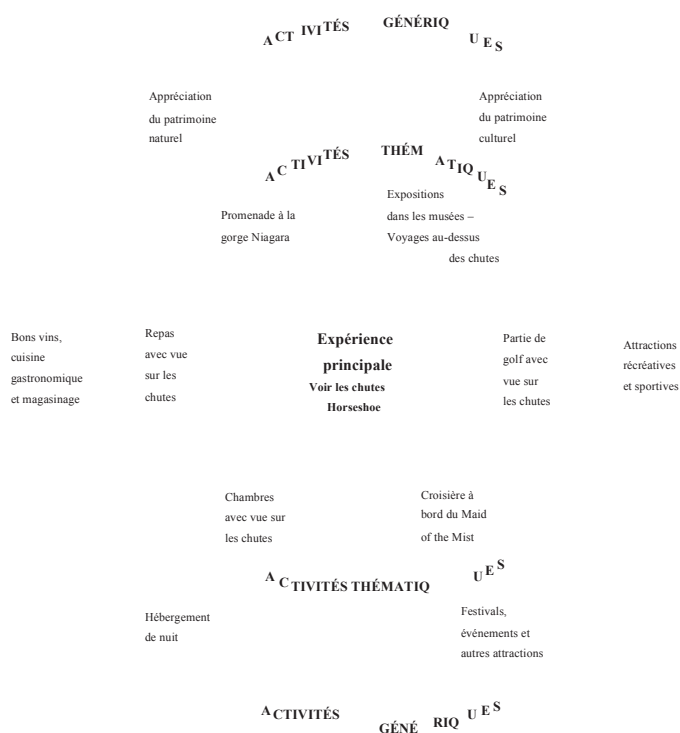 ACTIVITÉS GÉNÉRIQUES
Appréciation
du patrimoine
naturel
Appréciation
du patrimoine
culturel
ACTIVITÉS THÉMATIQUES
Promenade à la
gorge Niagara
Expositions
dans les musées –
Voyages au-dessus
des chutes
Bons vins,
cuisine
gastronomique
et magasinage
Repas
avec vue
sur les
chutes
Expérience
principale
Voir les chutes
Horseshoe
Partie de
golf avec
vue sur
les chutes
Attractions
récréatives
et sportives
Chambres
avec vue sur
les chutes
Croisière à
bord du Maid
of the Mist
ACTIVITÉS THÉMATIQUES
Hébergement
de nuit
Festivals,
événements et
autres attractions
ACTIVITÉS GÉNÉRIQUES